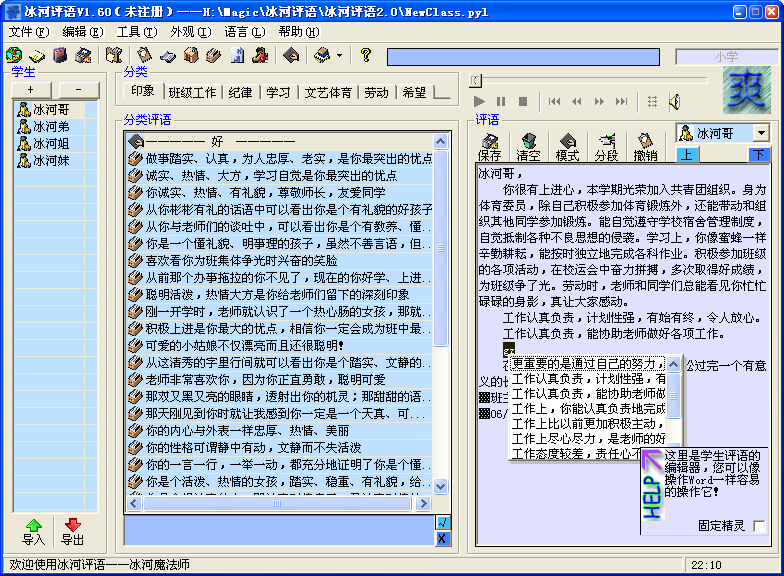 冰河评语V1.60（未注册）——H:\Magic\冰河评语\冰河评语2.0\NewClass.pyl
文件(F) 编辑(E) 工具(T) 外观(I) 语言(L) 帮助(H)
小学
学生
+ -
冰河哥
冰河弟
冰河姐
冰河妹
导入 导出
分类
印象 班级工作 纪律 学习 文艺体育 劳动 希望
分类评语
————— 好 —————
做事踏实、认真，为人忠厚、老实，是你最突出的优点
诚实、热情、大方，学习自觉是你最突出的优点
你诚实、热情、有礼貌，尊敬师长，友爱同学
从你彬彬有礼的话语中可以看出你是个有礼貌的好孩子
从你与老师们的谈吐中，可以看出你是个有教养、懂...
你是一个懂礼貌、明事理的孩子，虽然不善言语，但...
喜欢看你为班集体争光时兴奋的笑脸
从前那个办事拖拉的你不见了，现在的你好学、上进...
聪明活泼，热情大方是你给老师们留下的深刻印象
刚一开学时，老师就认识了一个热心肠的女孩，那就...
积极上进是你最大的优点，相信你一定会成为班中最...
可爱的小姑娘不仅漂亮而且还很聪明！
从这清秀的字里行间就可以看出你是个踏实、文静的...
老师非常喜欢你，因为你正直勇敢，聪明可爱
那双又黑又亮的眼睛，透射出你的机灵；那甜甜的语...
那天刚见到你时就让我感到你一定是一个天真、可...
你的内心与外表一样忠厚、热情、美丽
你的性格可谓静中有动，文静而不失活泼
你的一言一行，一举一动，都充分地证明了你是个懂...
你是个活泼、热情的女孩，踏实、稳重、有礼貌，给...
X
爽
评语
保存 清空 模式 分段 撤销
冰河哥
上 下
冰河哥，
你很有上进心，本学期光荣加入共青团组织。身为
体育委员，除自己积极参加体育锻炼外，还能带动和组
织其他同学参加锻炼。能自觉遵守学校宿舍管理制度，
自觉抵制各种不良思想的侵袭。学习上，你像蜜蜂一样
辛勤耕耘，能按时独立地完成各科作业。积极参加班级
的各项活动，在校运会中奋力拼搏，多次取得好成绩，
为班级争了光。劳动时，老师和同学们总能看见你忙忙
碌碌的身影，真让大家感动。
工作认真负责，计划性强，有始有终，令人放心。
工作认真负责，能协助老师做好各项工作。
gz
过完一个有意
义的
班主
06/
更重要的是通过自己的努力，
工作认真负责，计划性强，有
工作认真负责，能协助老师做
工作上，你能认真负责地完成
工作上比以前更加积极主动，
工作上尽心尽力，是老师的好
工作态度较差，责任心不
HELP
这里是学生评语的
编辑器，您可以像
操作Word一样容易
的操作它！
固定精灵
欢迎使用冰河评语——冰河魔法师
22:10